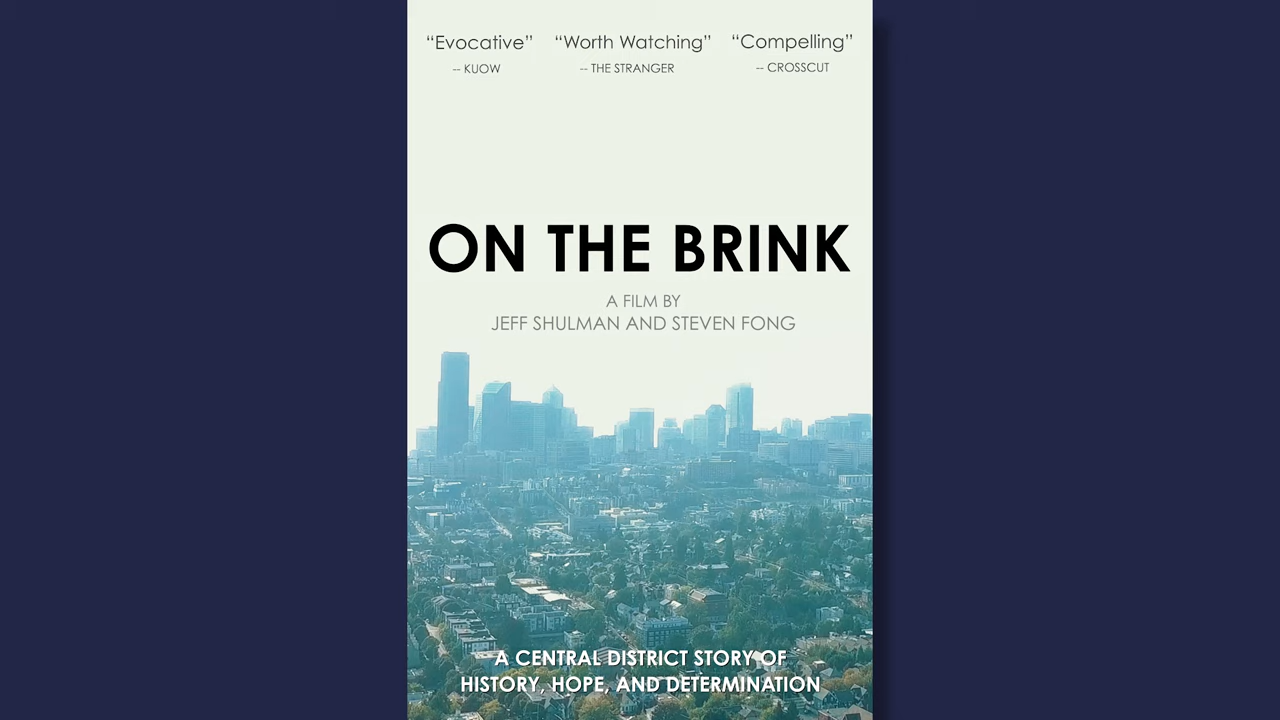 “Evocative” “Worth Watching” “Compelling”
-- KUOW -- THE STRANGER -- CROSSCUT
ON THE BRINK
A FILM BY
JEFF SHULMAN AND STEVEN FONG
A CENTRAL DISTRICT STORY OF
HISTORY, HOPE, AND DETERMINATION